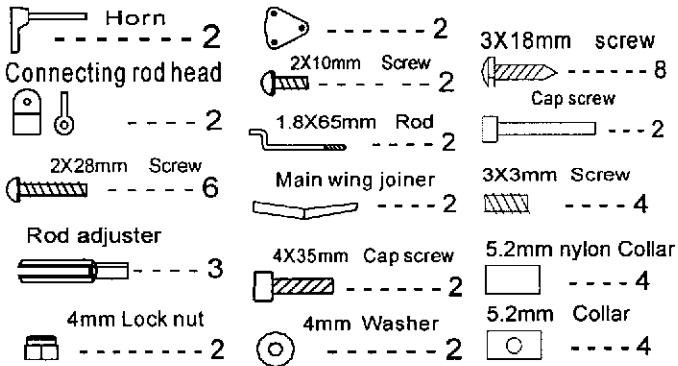 Horn
- - - - - - - - 2
Connecting rod head
- - - - - 2
2X28mm Screw
- - - - - - 6
Rod adjuster
- - - - - 3
4mm Lock nut
- - - - - - - - 2
- - - - - - 2
2X10mm Screw
- - - - - - 2
1.8X65mm Rod
- - - - - 2
Main wing joiner
- - - - - 2
4X35mm Cap screw
- - - - - 2
4mm Washer
- - - - - - - 2
3X18mm screw
- - - - - 8
Cap screw
- - - 2
3X3mm Screw
- - - - - 4
5.2mm nylon Collar
- - - - - 4
5.2mm Collar
- - - - - 4